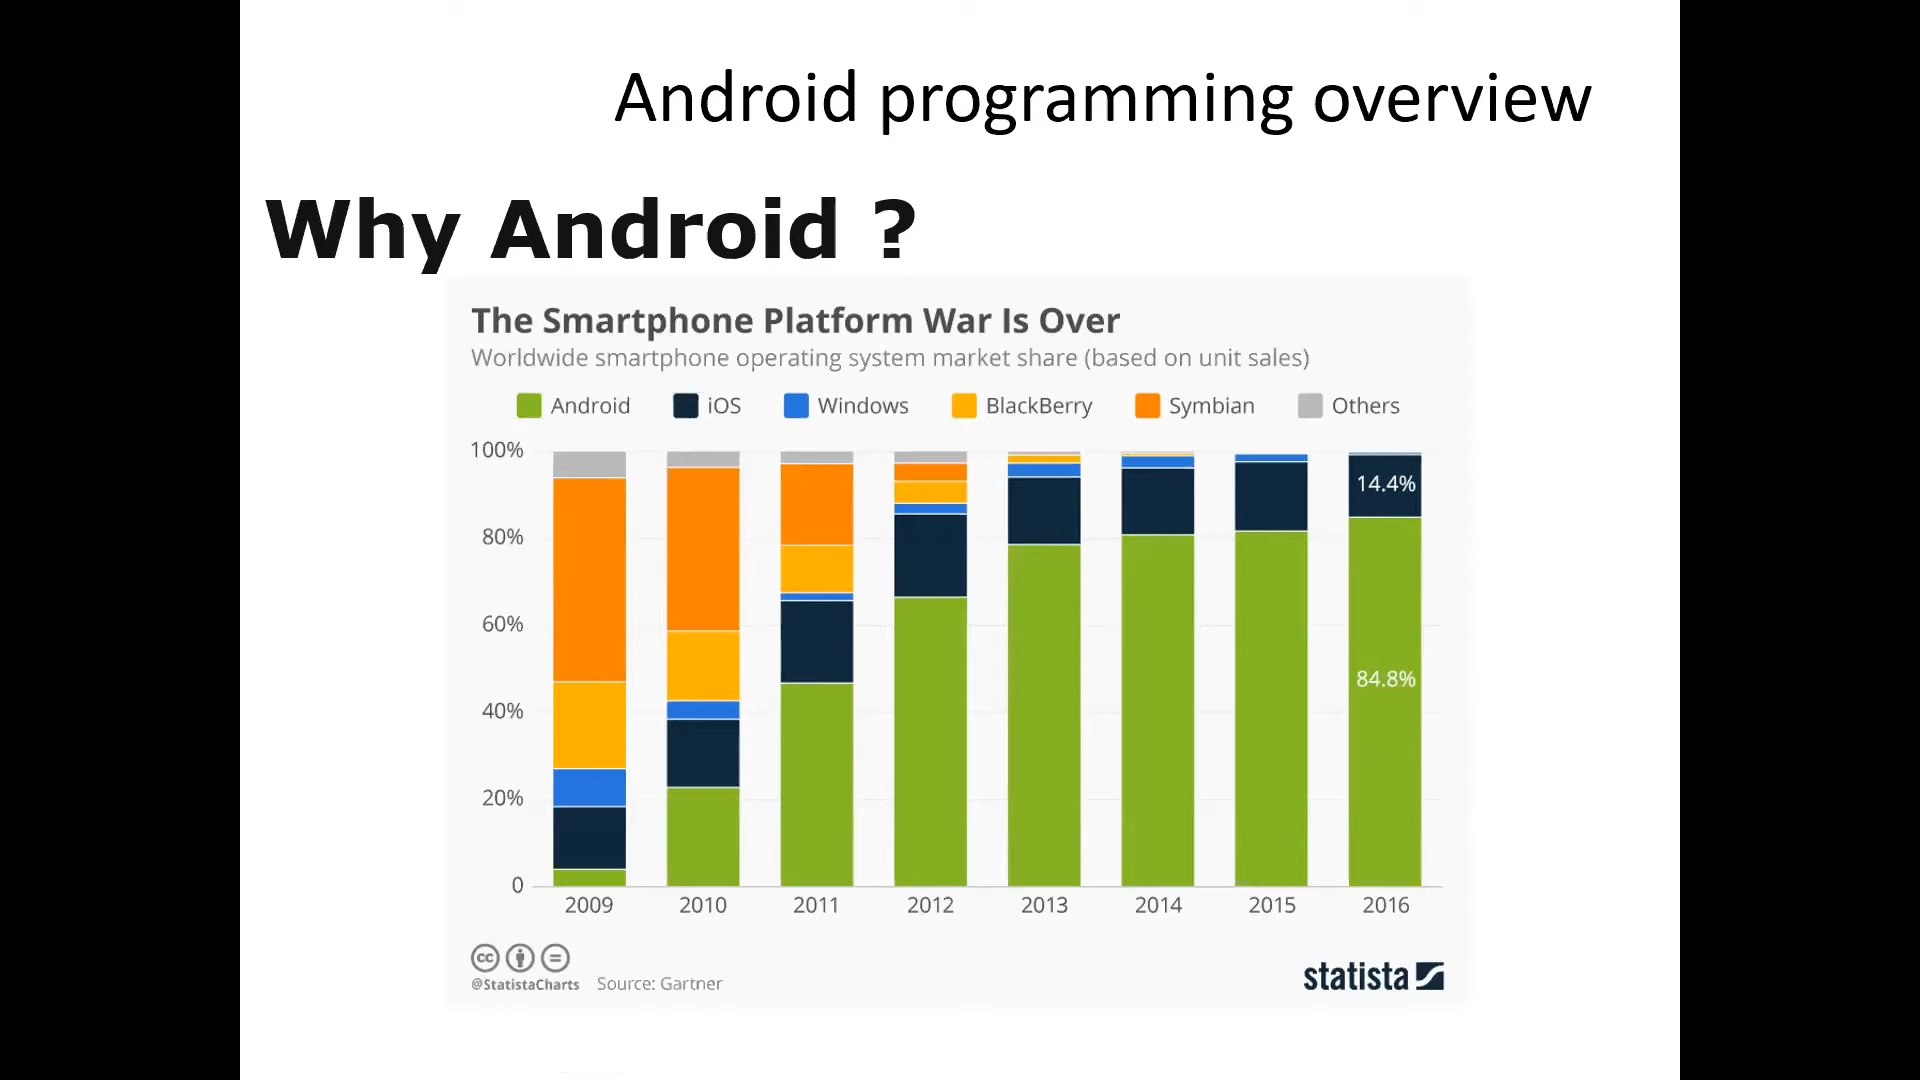 Android programming overview
Why Android ?
The Smartphone Platform War Is Over
Worldwide smartphone operating system market share (based on unit sales)
Android iOS Windows BlackBerry Symbian Others
100%
80%
60%
40%
20%
0
14.4%
84.8%
2009 2010 2011 2012 2013 2014 2015 2016
cc
@StatistaCharts Source: Gartner
statista